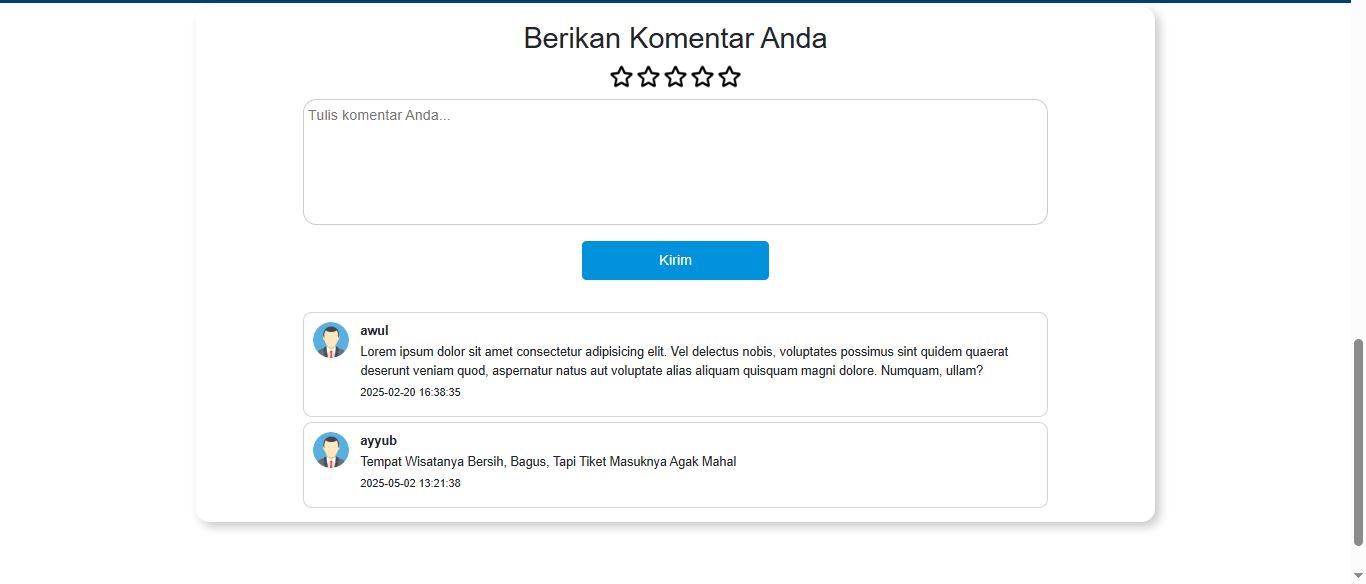 Berikan Komentar Anda
Tulis komentar Anda...
Kirim
awul
Lorem ipsum dolor sit amet consectetur adipisicing elit. Vel delectus nobis, voluptates possimus sint quidem quaerat
deserunt veniam quod, aspernatur natus aut voluptate alias aliquam quisquam magni dolore. Numquam, ullam?
2025-02-20 16:38:35
ayyub
Tempat Wisatanya Bersih, Bagus, Tapi Tiket Masuknya Agak Mahal
2025-05-02 13:21:38